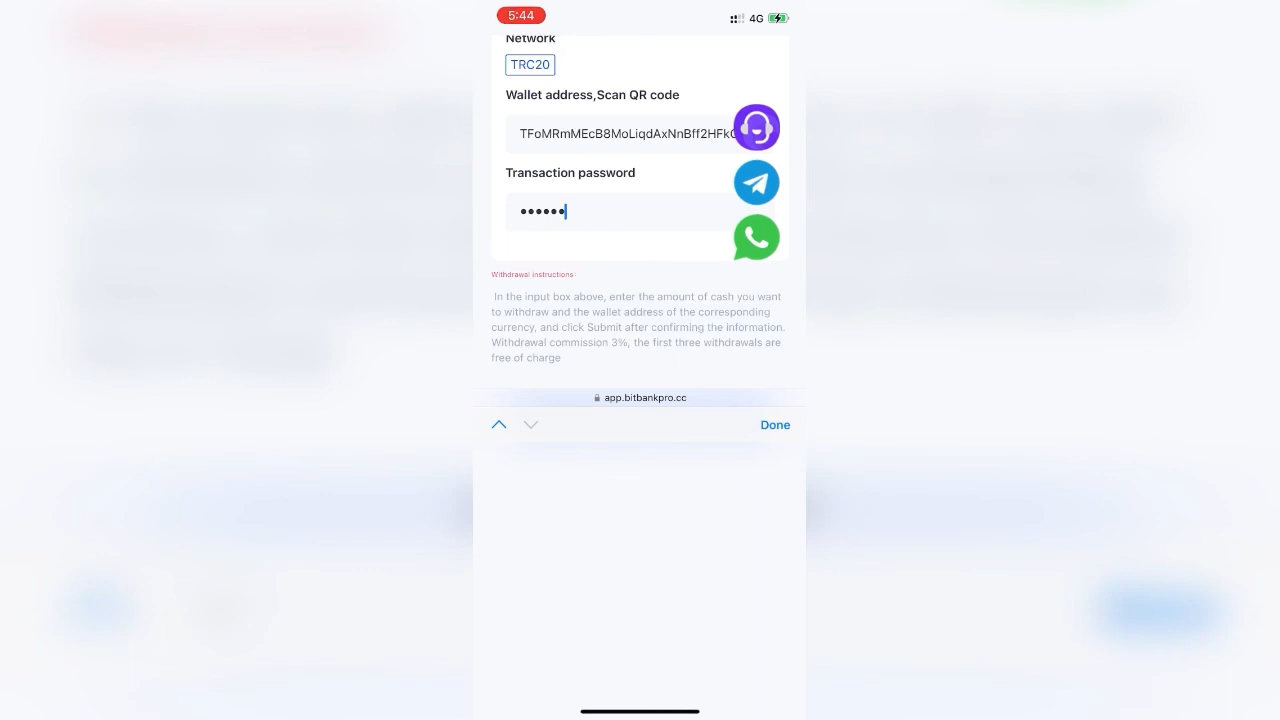 5:44
4G
Network
TRC20
Wallet address,Scan QR code
TFoMRmMEcB8MoLiqdAxNnBff2HFk
Transaction password
••••••
Withdrawal instructions:
In the input box above, enter the amount of cash you want
to withdraw and the wallet address of the corresponding
currency, and click Submit after confirming the information.
Withdrawal commission 3%, the first three withdrawals are
free of charge
app.bitbankpro.cc
Done